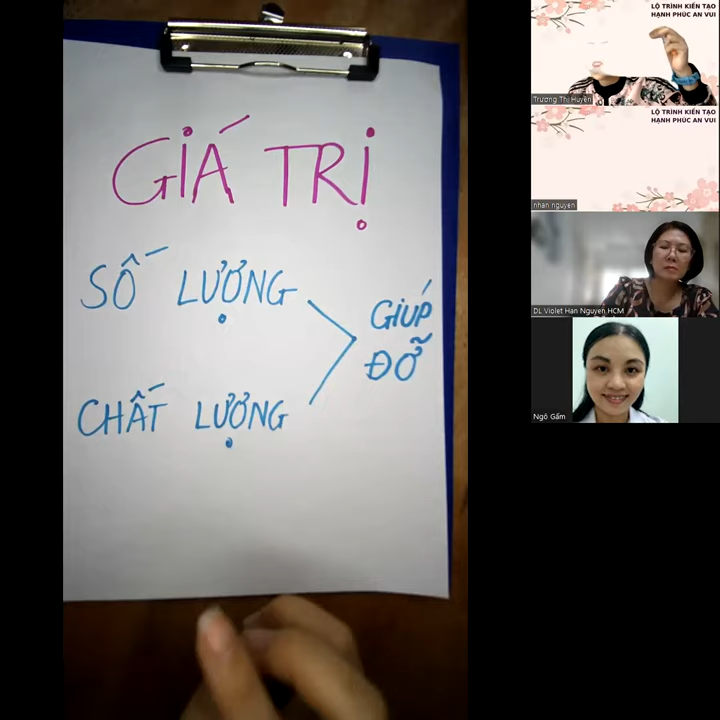 GIÁ TRỊ
SỐ LƯỢNG
CHẤT LƯỢNG
GIÚP
ĐỠ
LỘ TRÌNH KIẾN TẠO
HẠNH PHÚC AN VUI
Trương Thị Huyền
LỘ TRÌNH KIẾN TẠO
HẠNH PHÚC AN VUI
nhan nguyen
DL Violet Han Nguyen HCM
Ngô Gấm